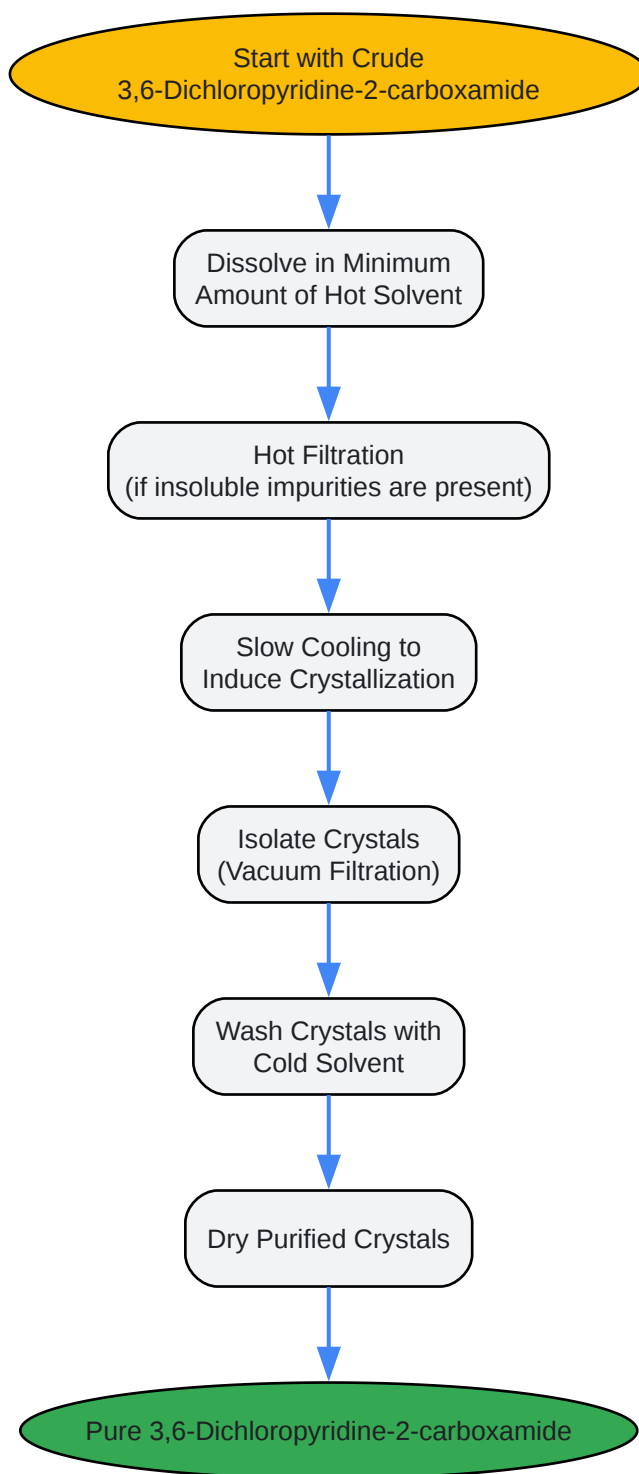 Start with Crude
3,6-Dichloropyridine-2-carboxamide
Dissolve in Minimum
Amount of Hot Solvent
Hot Filtration
(if insoluble impurities are present)
Slow Cooling to
Induce Crystallization
Isolate Crystals
(Vacuum Filtration)
Wash Crystals with
Cold Solvent
Dry Purified Crystals
Pure 3,6-Dichloropyridine-2-carboxamide